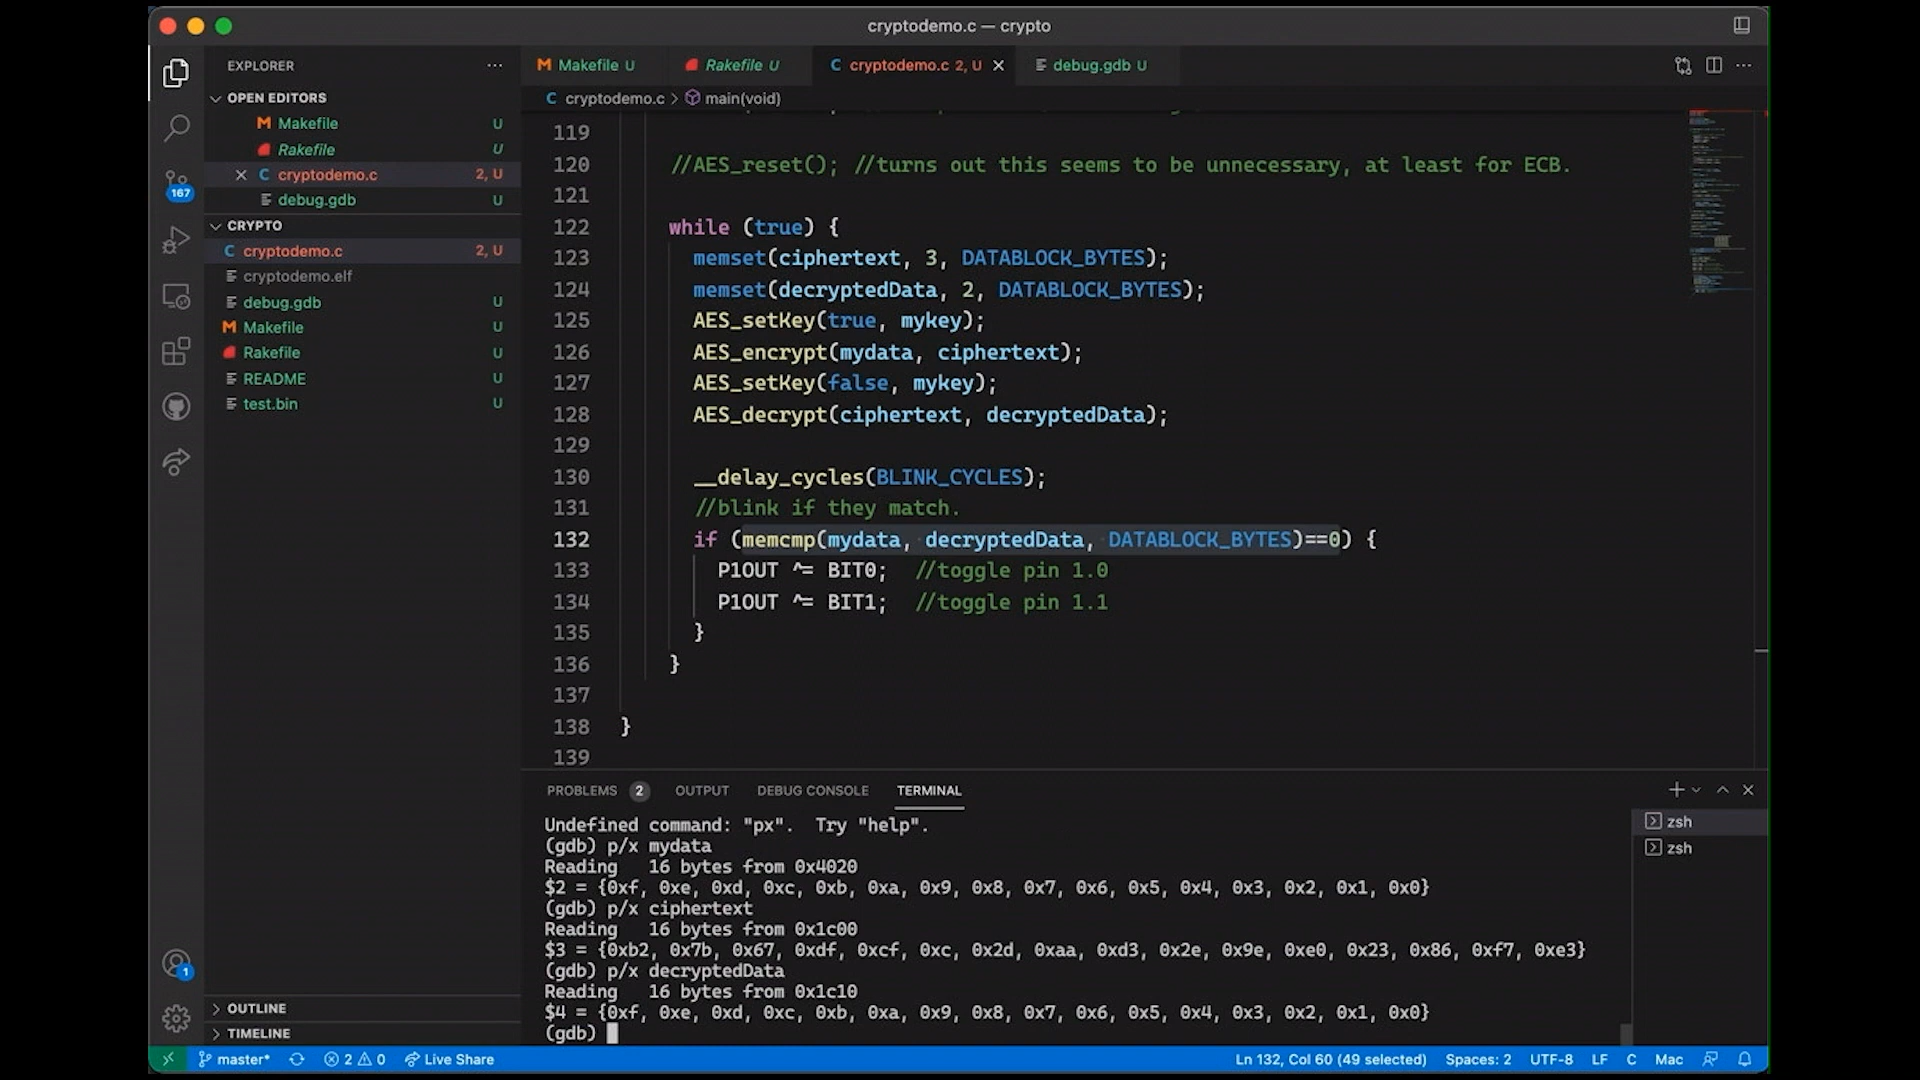 cryptodemo.c — crypto
EXPLORER
OPEN EDITORS
M Makefile U
Rakefile U
C cryptodemo.c 2, U
debug.gdb U
CRYPTO
C cryptodemo.c 2, U
cryptodemo.elf
debug.gdb U
M Makefile U
Rakefile U
README U
test.bin U
OUTLINE
TIMELINE
167
1
M Makefile U
Rakefile U
C cryptodemo.c 2, U
debug.gdb U
C cryptodemo.c > main(void)
119
120 //AES_reset(); //turns out this seems to be unnecessary, at least for ECB.
121
122 while (true) {
123 memset(ciphertext, 3, DATABLOCK_BYTES);
124 memset(decryptedData, 2, DATABLOCK_BYTES);
125 AES_setKey(true, mykey);
126 AES_encrypt(mydata, ciphertext);
127 AES_setKey(false, mykey);
128 AES_decrypt(ciphertext, decryptedData);
129
130 __delay_cycles(BLINK_CYCLES);
131 //blink if they match.
132 if (memcmp(mydata, decryptedData, DATABLOCK_BYTES)==0) {
133 P1OUT ^= BIT0; //toggle pin 1.0
134 P1OUT ^= BIT1; //toggle pin 1.1
135 }
136 }
137
138 }
139
PROBLEMS 2 OUTPUT DEBUG CONSOLE TERMINAL
Undefined command: "px". Try "help".
(gdb) p/x mydata
Reading 16 bytes from 0x4020
$2 = {0xf, 0xe, 0xd, 0xc, 0xb, 0xa, 0x9, 0x8, 0x7, 0x6, 0x5, 0x4, 0x3, 0x2, 0x1, 0x0}
(gdb) p/x ciphertext
Reading 16 bytes from 0x1c00
$3 = {0xb2, 0x7b, 0x67, 0xdf, 0xcf, 0xc, 0x2d, 0xaa, 0xd3, 0x2e, 0x9e, 0xe0, 0x23, 0x86, 0xf7, 0xe3}
(gdb) p/x decryptedData
Reading 16 bytes from 0x1c10
$4 = {0xf, 0xe, 0xd, 0xc, 0xb, 0xa, 0x9, 0x8, 0x7, 0x6, 0x5, 0x4, 0x3, 0x2, 0x1, 0x0}
(gdb)
zsh
zsh
master* 2 0 Live Share
Ln 132, Col 60 (49 selected) Spaces: 2 UTF-8 LF C Mac